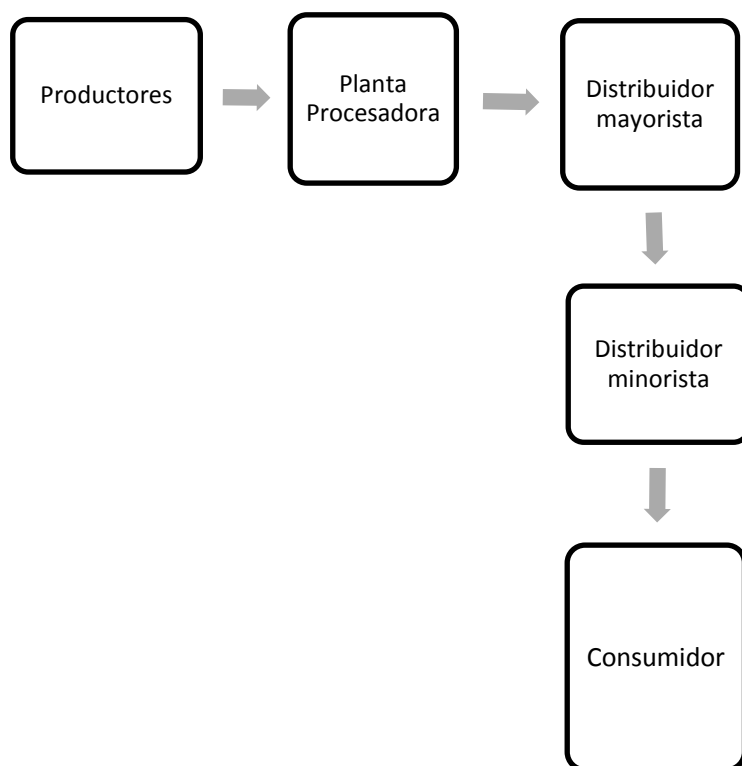 Productores
Planta
Procesadora
Distribuidor
mayorista
Distribuidor
minorista
Consumidor